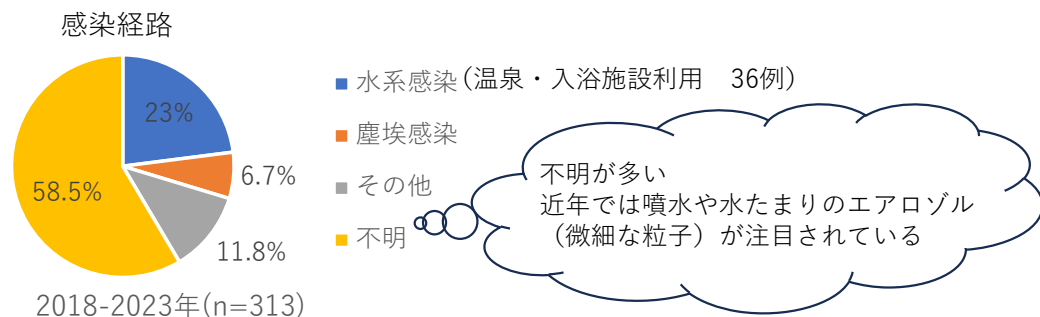 感染経路
23%
6.7%
11.8%
58.5%
水系感染(温泉・入浴施設利用　36例)
塵埃感染
その他
不明
2018-2023年(n=313)
不明が多い
近年では噴水や水たまりのエアロゾル
（微細な粒子）が注目されている